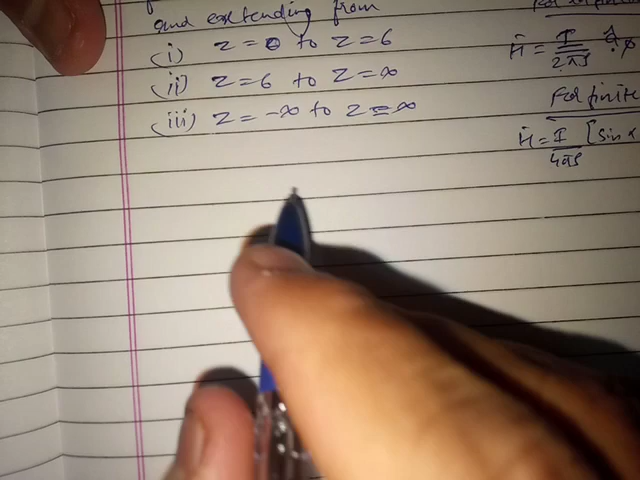 and extending from
(i) z = 0 to z = 6
(ii) z = 6 to z = ∞
(iii) z = -∞ to z = ∞
H̄ = I/2πρ
For finite
H̄ = I/4πρ [sin α